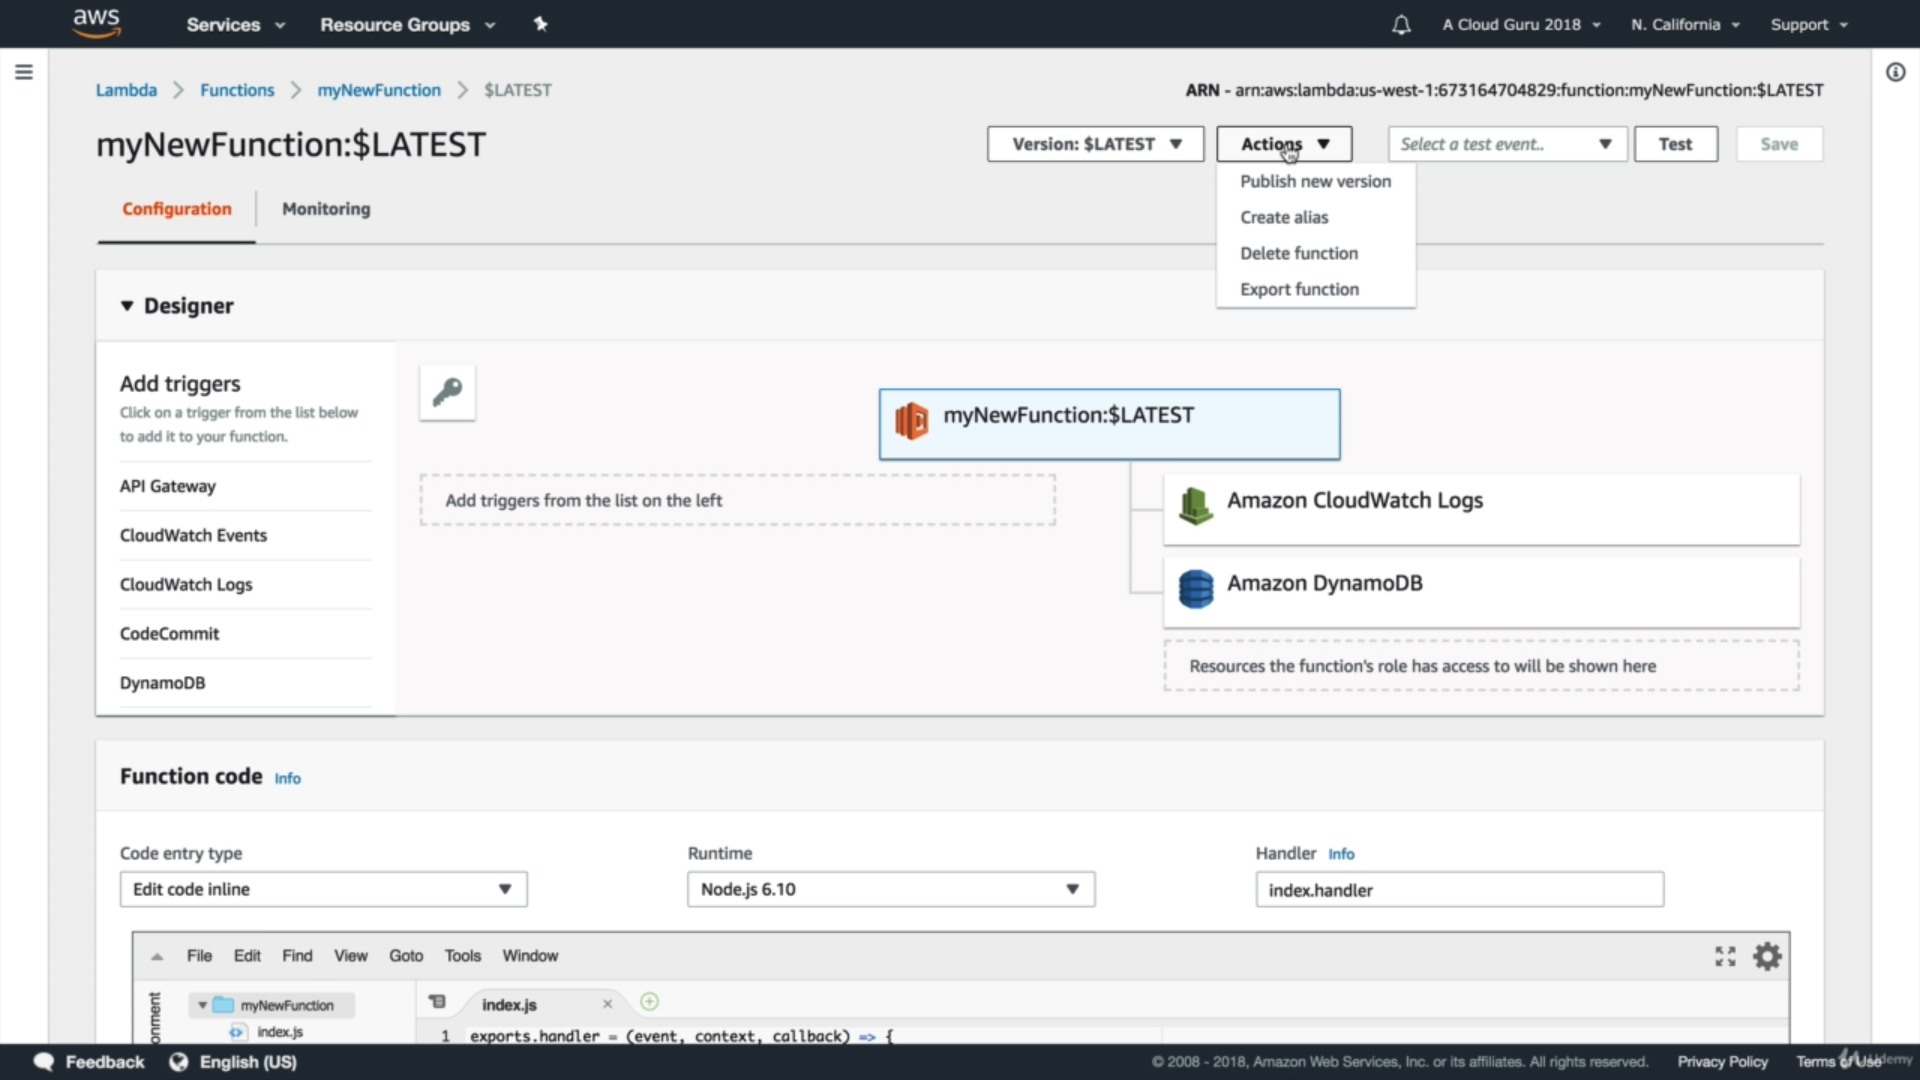 aws
Services
Resource Groups
A Cloud Guru 2018
N. California
Support
Lambda
Functions
myNewFunction
$LATEST
ARN - arn:aws:lambda:us-west-1:673164704829:function:myNewFunction:$LATEST
myNewFunction:$LATEST
Version: $LATEST
Actions
Select a test event..
Test
Save
Publish new version
Create alias
Delete function
Export function
Configuration
Monitoring
Designer
Add triggers
Click on a trigger from the list below
to add it to your function.
API Gateway
CloudWatch Events
CloudWatch Logs
CodeCommit
DynamoDB
myNewFunction:$LATEST
Add triggers from the list on the left
Amazon CloudWatch Logs
Amazon DynamoDB
Resources the function's role has access to will be shown here
Function code Info
Code entry type
Edit code inline
Runtime
Node.js 6.10
Handler Info
index.handler
File Edit Find View Goto Tools Window
onment
myNewFunction
index.js
index.js
1 exports.handler = (event, context, callback) => {
Feedback
English (US)
© 2008 - 2018, Amazon Web Services, Inc. or its affiliates. All rights reserved.
Privacy Policy
Terms of Use